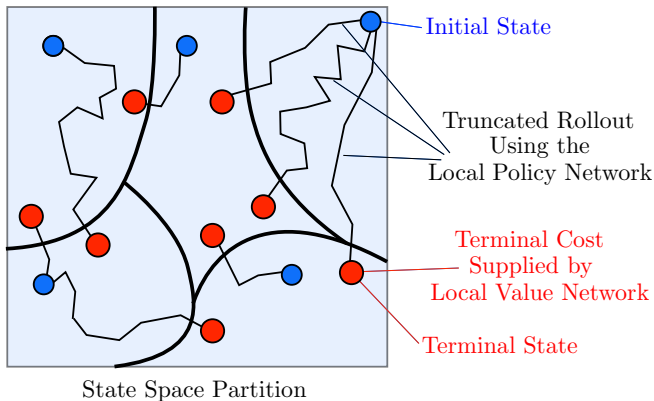 Initial State
Truncated Rollout
Using the
Local Policy Network
Terminal Cost
Supplied by
Local Value Network
Terminal State
State Space Partition